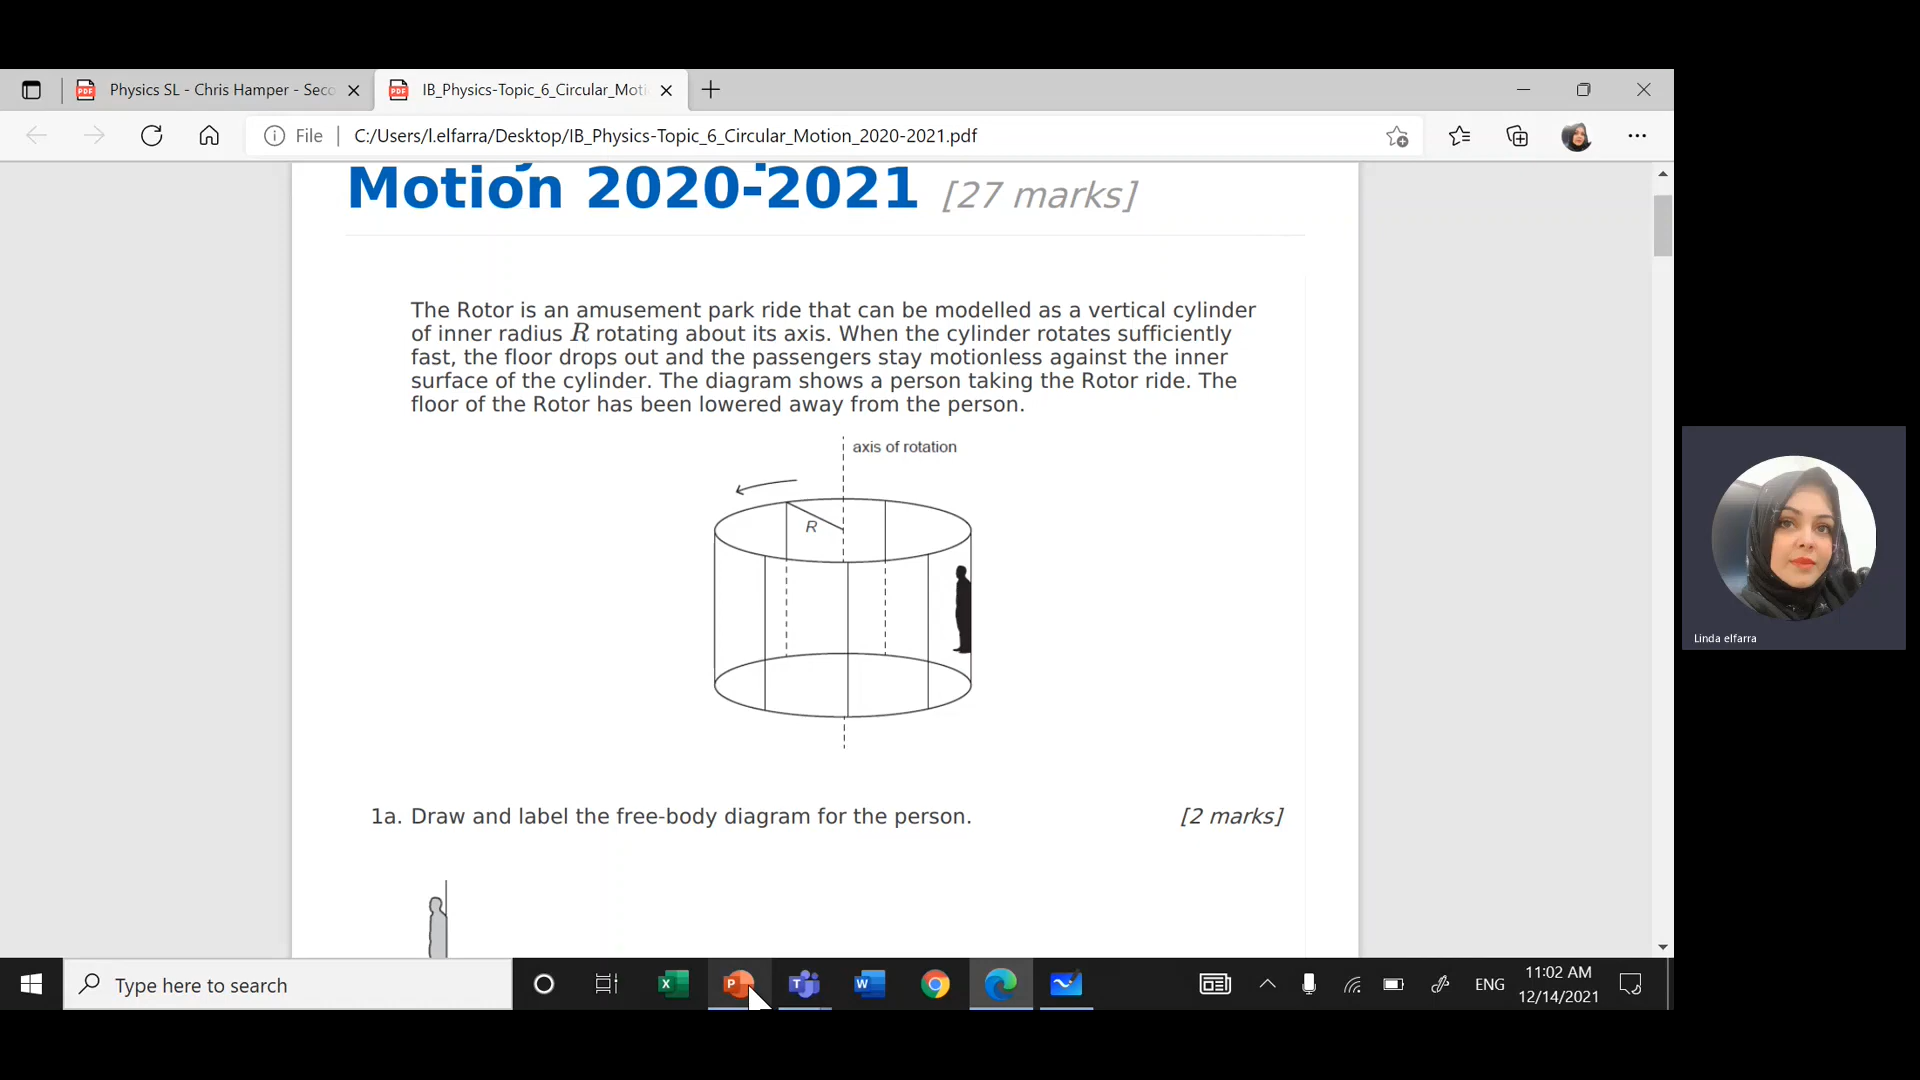 Physics SL - Chris Hamper - Seco
IB_Physics-Topic_6_Circular_Moti
File
C:/Users/l.elfarra/Desktop/IB_Physics-Topic_6_Circular_Motion_2020-2021.pdf
Motion 2020-2021 [27 marks]
The Rotor is an amusement park ride that can be modelled as a vertical cylinder
of inner radius R rotating about its axis. When the cylinder rotates sufficiently
fast, the floor drops out and the passengers stay motionless against the inner
surface of the cylinder. The diagram shows a person taking the Rotor ride. The
floor of the Rotor has been lowered away from the person.
axis of rotation
R
Linda elfarra
1a. Draw and label the free-body diagram for the person. [2 marks]
Type here to search
ENG
11:02 AM
12/14/2021